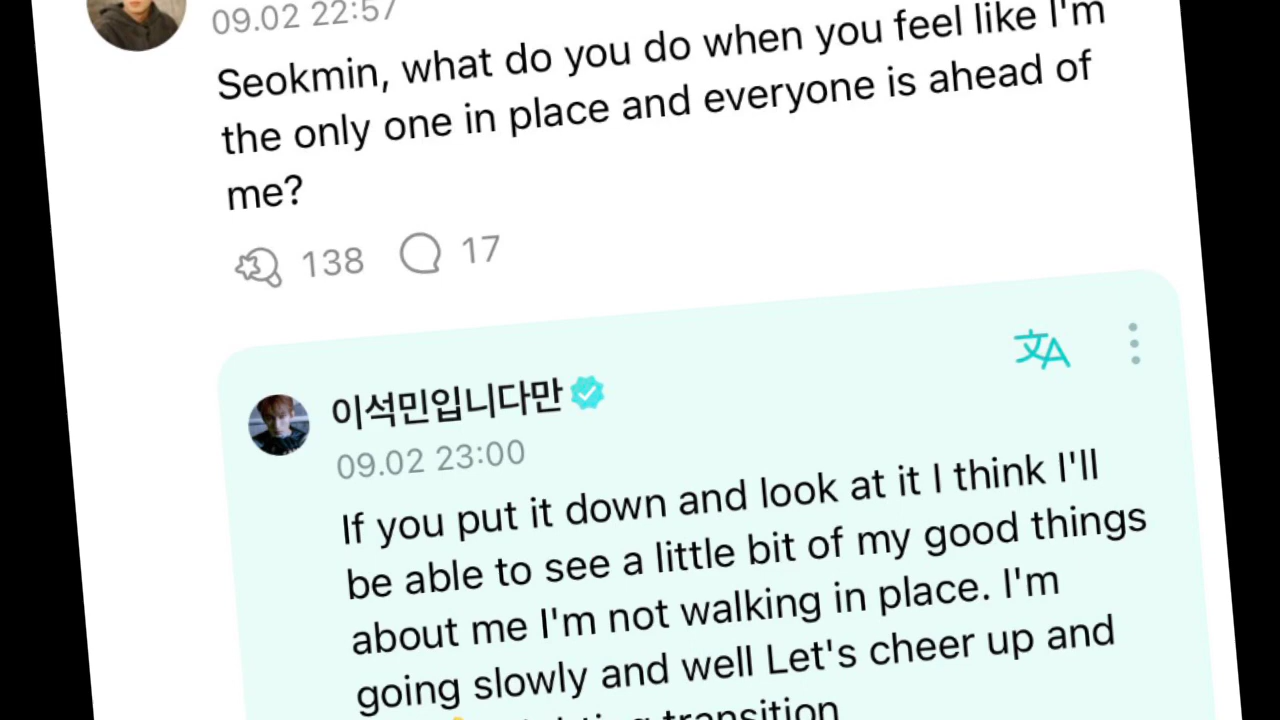 09.02 22:57
Seokmin, what do you do when you feel like I'm
the only one in place and everyone is ahead of
me?
138 17
이석민입니다만
09.02 23:00
If you put it down and look at it I think I'll
be able to see a little bit of my good things
about me I'm not walking in place. I'm
going slowly and well Let's cheer up and
transition